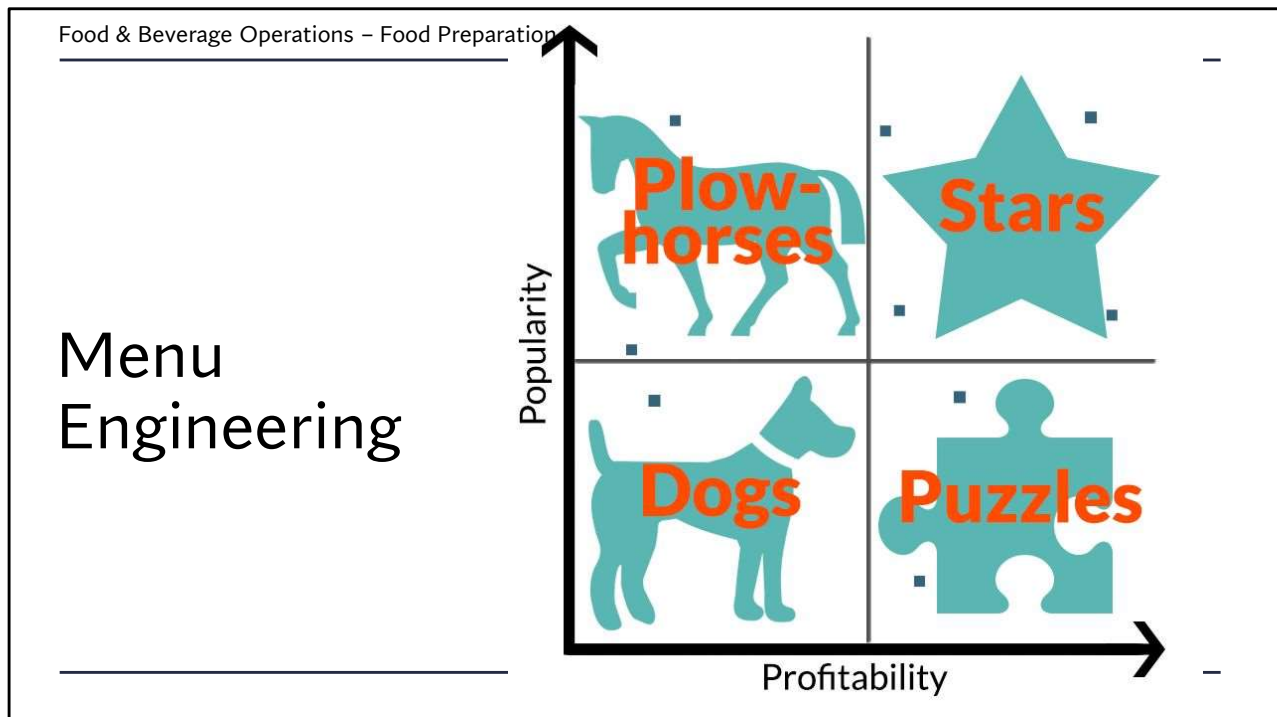 Food & Beverage Operations – Food Preparation
Menu
Engineering
Popularity
Plow-
horses
Stars
Dogs
Puzzles
Profitability